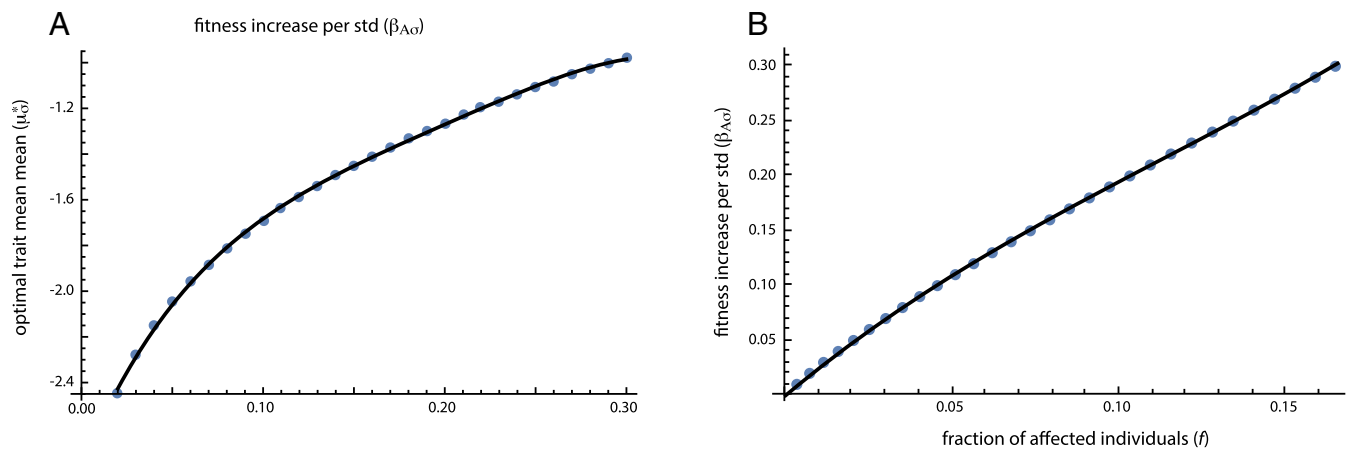 A
fitness increase per std (βAσ)
optimal trait mean mean (μ*σ)
-1.2
-1.6
-2.0
-2.4
0.00
0.10
0.20
0.30
B
fitness increase per std (βAσ)
0.30
0.25
0.20
0.15
0.10
0.05
0.05
0.10
0.15
fraction of affected individuals (f)